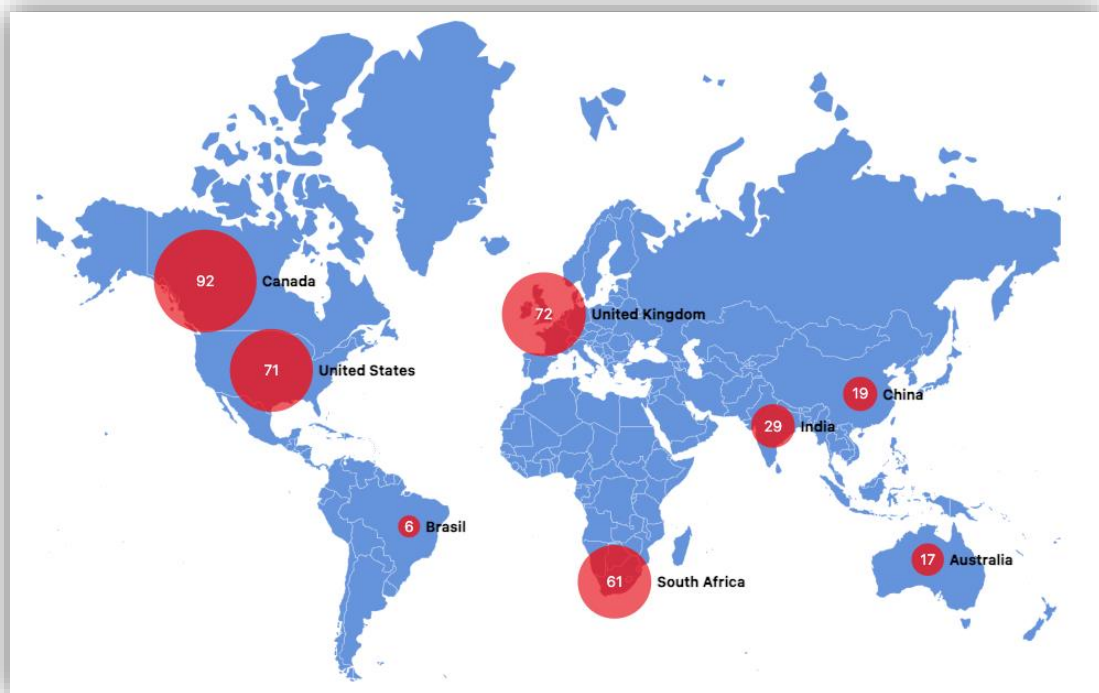 92 Canada
72 United Kingdom
71 United States
19 China
29 India
6 Brasil
17 Australia
61 South Africa